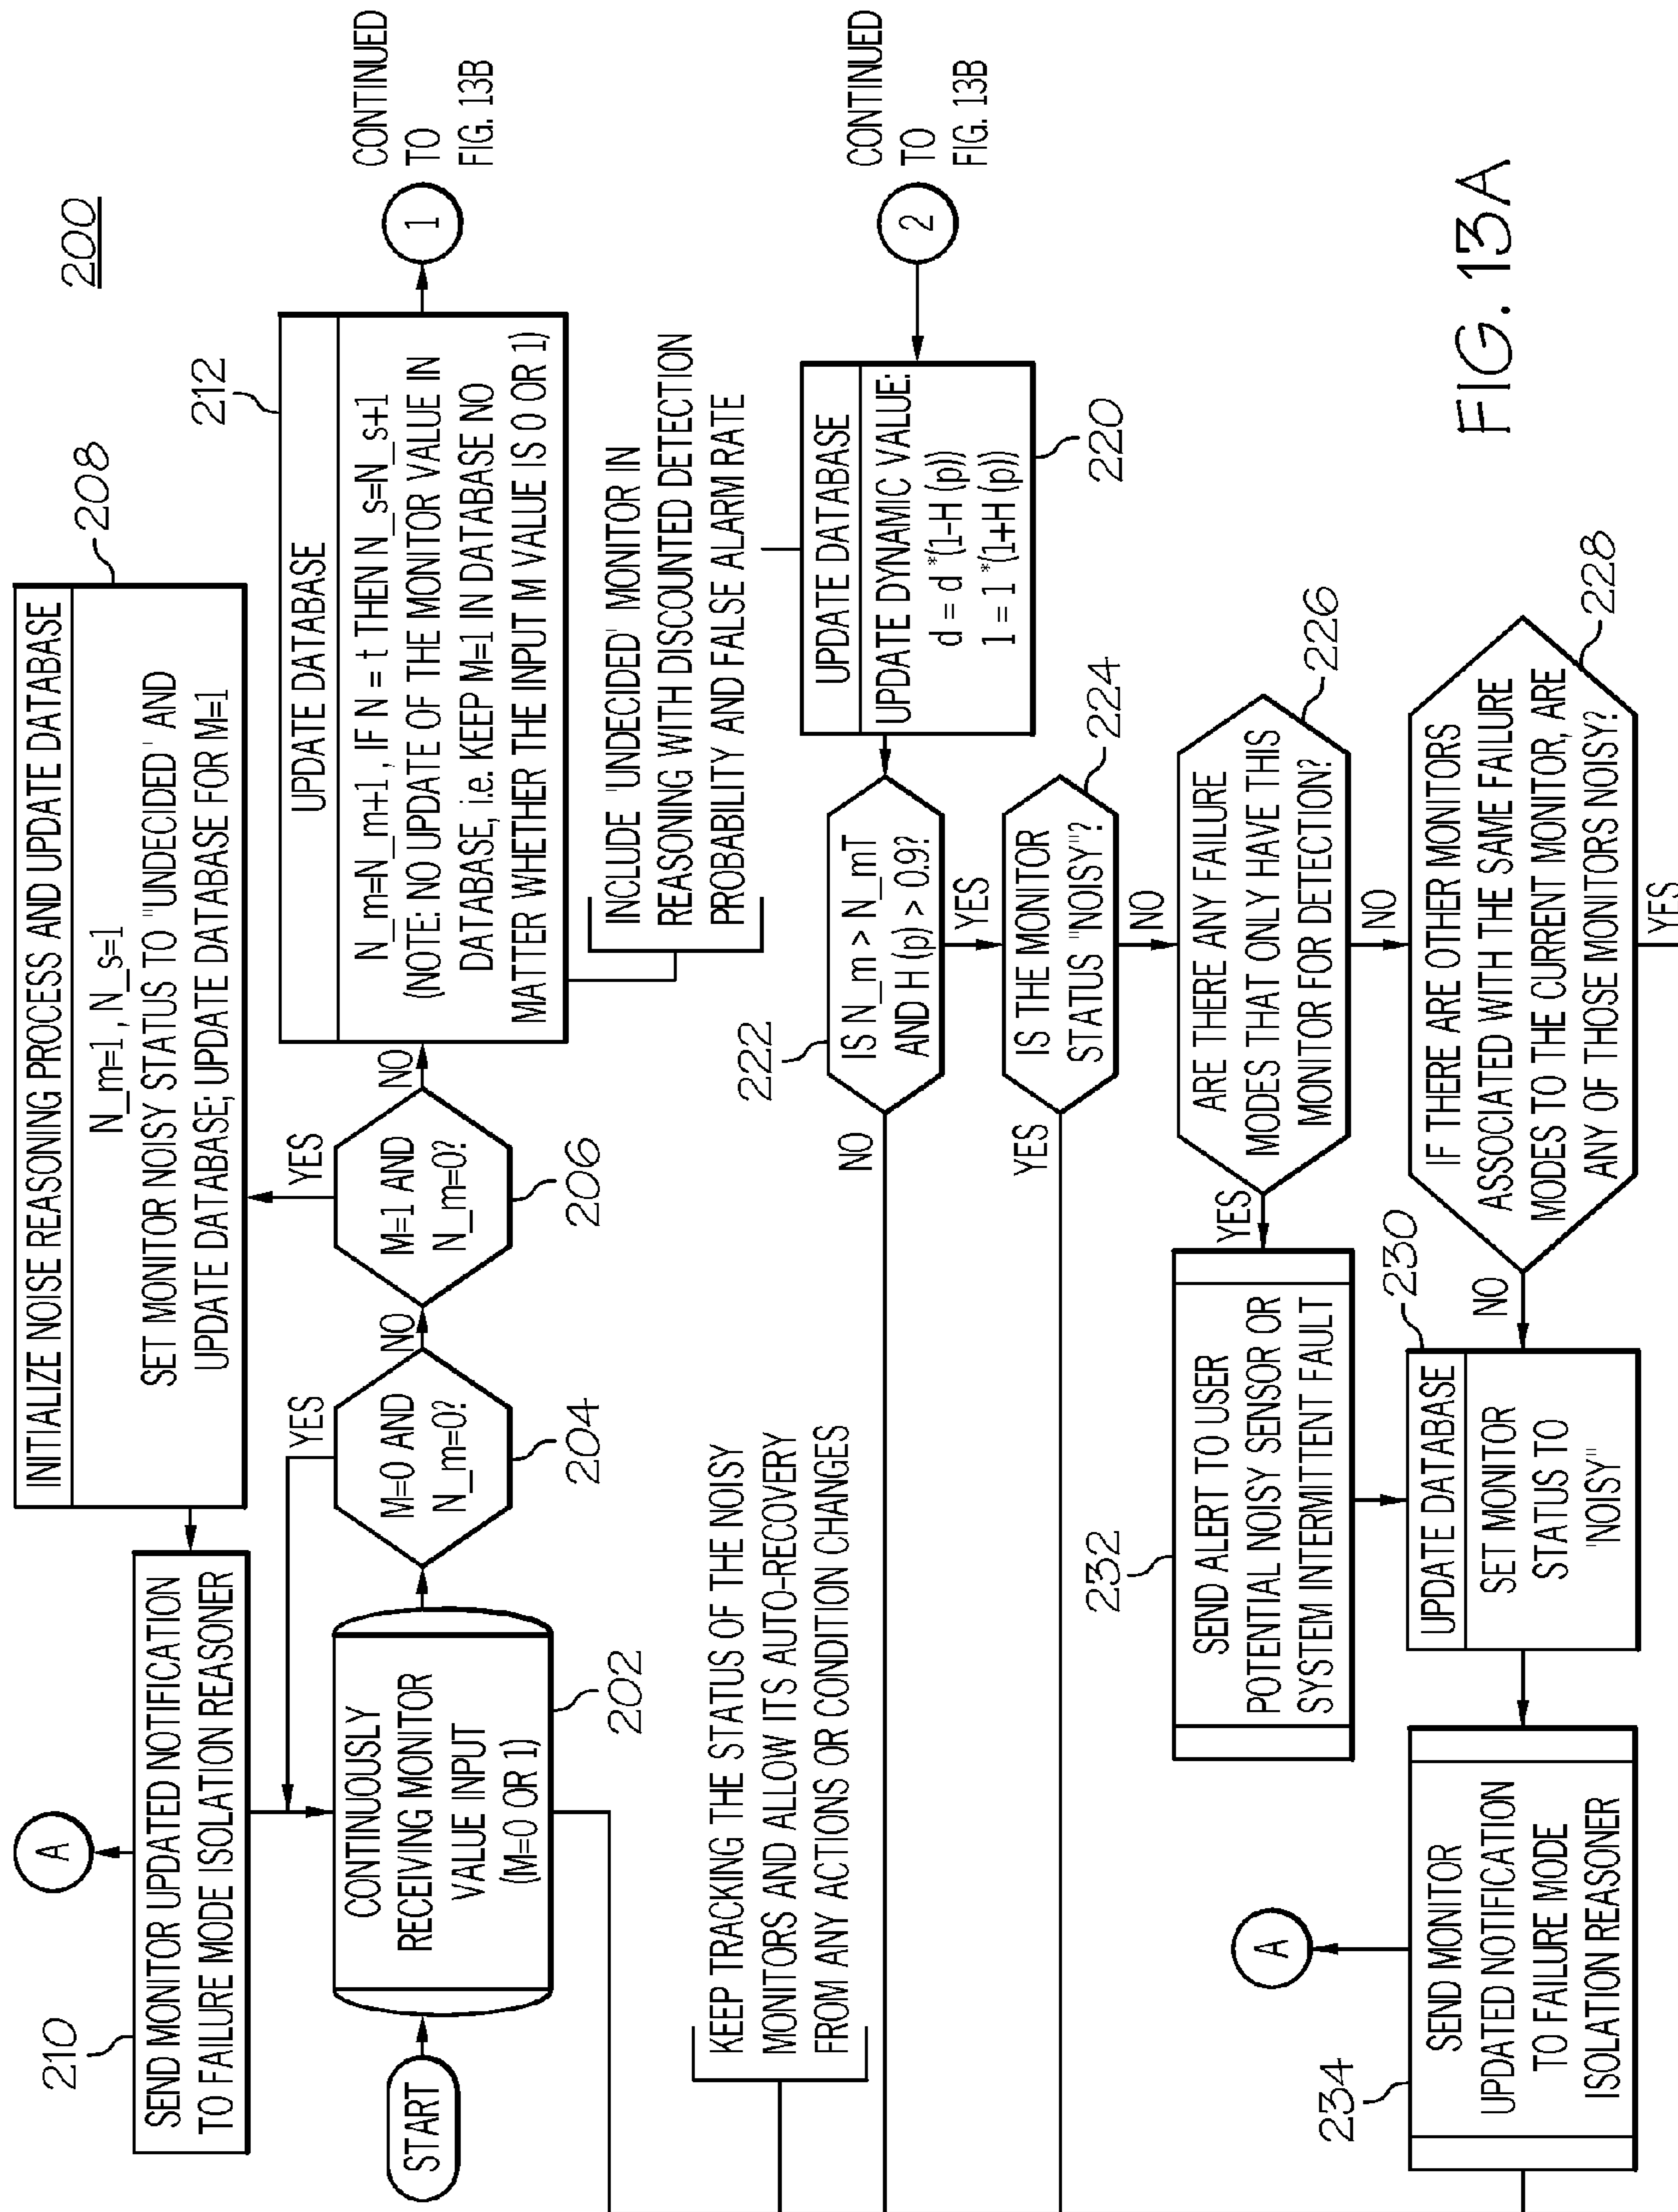 200
210
SEND MONITOR UPDATED NOTIFICATION
TO FAILURE MODE ISOLATION REASONER
A
INITIALIZE NOISE REASONING PROCESS AND UPDATE DATABASE
N_m=1, N_s=1
SET MONITOR NOISY STATUS TO "UNDECIDED' AND
UPDATE DATABASE; UPDATE DATABASE FOR M=1
208
START
CONTINUOUSLY
RECEIVING MONITOR
VALUE INPUT
(M=0 OR 1)
202
YES
M=0 AND
N_m=0?
204
NO
YES
M=1 AND
N_m=0?
206
NO
UPDATE DATABASE
N_m=N_m+1, IF N = t THEN N_s=N_s+1
(NOTE: NO UPDATE OF THE MONITOR VALUE IN
DATABASE, i.e. KEEP M=1 IN DATABASE NO
MATTER WHETHER THE INPUT M VALUE IS 0 OR 1)
212
1
CONTINUED
TO
FIG. 13B
INCLUDE 'UNDECIDED' MONITOR IN
REASONING WITH DISCOUNTED DETECTION
PROBABILITY AND FALSE ALARM RATE
KEEP TRACKING THE STATUS OF THE NOISY
MONITORS AND ALLOW ITS AUTO-RECOVERY
FROM ANY ACTIONS OR CONDITION CHANGES
2
CONTINUED
TO
FIG. 13B
UPDATE DATABASE
UPDATE DYNAMIC VALUE:
d = d *(1-H (p))
1 = 1 *(1+H (p))
220
222
IS N_m > N_mT
AND H (p) > 0.9?
NO
YES
IS THE MONITOR
STATUS "NOISY"?
224
YES
NO
ARE THERE ANY FAILURE
MODES THAT ONLY HAVE THIS
MONITOR FOR DETECTION?
226
YES
NO
232
SEND ALERT TO USER
POTENTIAL NOISY SENSOR OR
SYSTEM INTERMITTENT FAULT
IF THERE ARE OTHER MONITORS
ASSOCIATED WITH THE SAME FAILURE
MODES TO THE CURRENT MONITOR, ARE
ANY OF THOSE MONITORS NOISY?
228
NO
YES
230
UPDATE DATABASE
SET MONITOR
STATUS TO
'NOISY"
A
234
SEND MONITOR
UPDATED NOTIFICATION
TO FAILURE MODE
ISOLATION REASONER
FIG. 13A